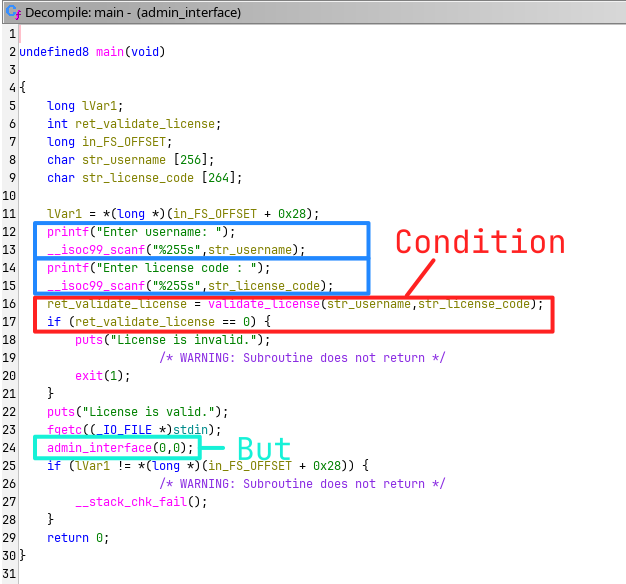 Decompile: main - (admin_interface)
1
2 undefined8 main(void)
3
4 {
5 long lVar1;
6 int ret_validate_license;
7 long in_FS_OFFSET;
8 char str_username [256];
9 char str_license_code [264];
10
11 lVar1 = *(long *)(in_FS_OFFSET + 0x28);
12 printf("Enter username: ");
13 __isoc99_scanf("%255s",str_username);
Condition
14 printf("Enter license code : ");
15 __isoc99_scanf("%255s",str_license_code);
16 ret_validate_license = validate_license(str_username,str_license_code);
17 if (ret_validate_license == 0) {
18 puts("License is invalid.");
19 /* WARNING: Subroutine does not return */
20 exit(1);
21 }
22 puts("License is valid.");
23 fgetc((_IO_FILE *)stdin);
24 admin_interface(0,0);
But
25 if (lVar1 != *(long *)(in_FS_OFFSET + 0x28)) {
26 /* WARNING: Subroutine does not return */
27 __stack_chk_fail();
28 }
29 return 0;
30 }
31